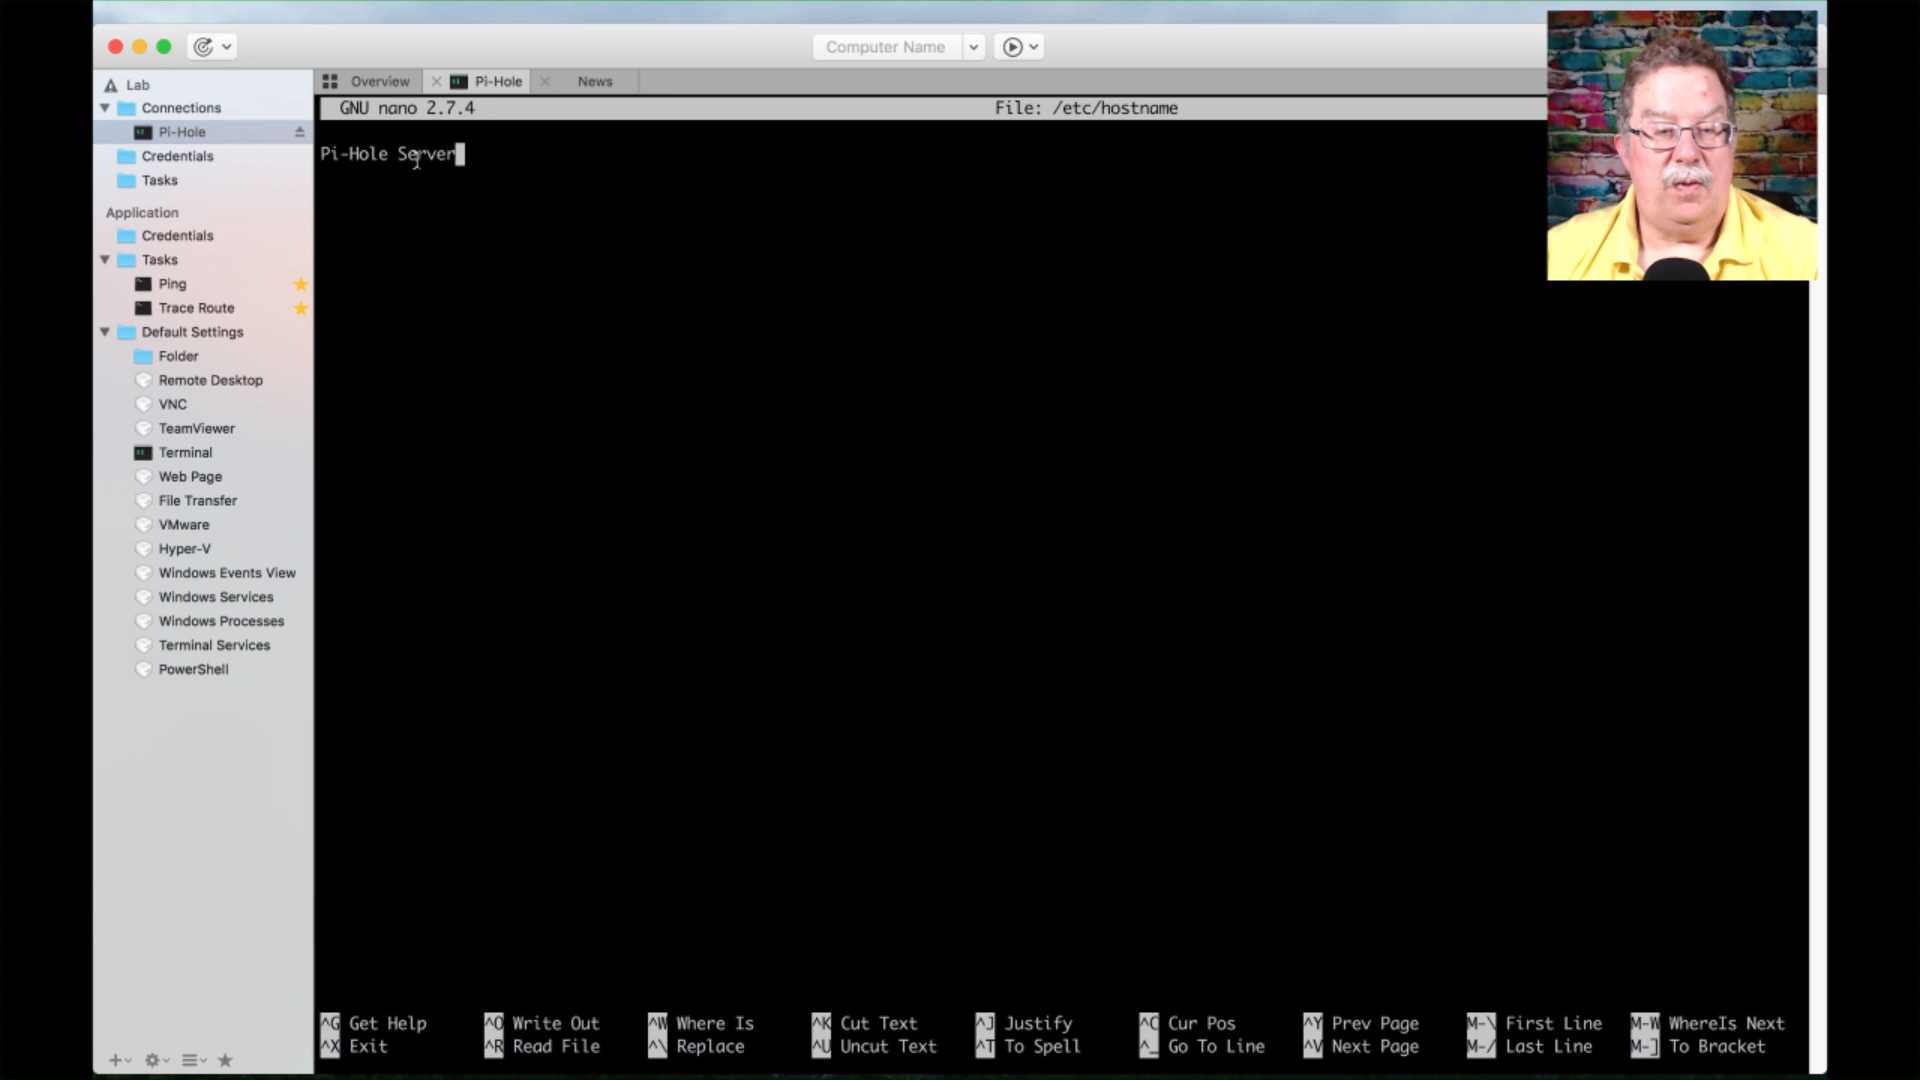 Computer Name
Lab
Connections
Pi-Hole
Credentials
Tasks
Application
Credentials
Tasks
Ping
Trace Route
Default Settings
Folder
Remote Desktop
VNC
TeamViewer
Terminal
Web Page
File Transfer
VMware
Hyper-V
Windows Events View
Windows Services
Windows Processes
Terminal Services
PowerShell
Overview Pi-Hole News
GNU nano 2.7.4 File: /etc/hostname
Pi-Hole Server
^G Get Help ^O Write Out ^W Where Is ^K Cut Text ^J Justify ^C Cur Pos ^Y Prev Page M-\ First Line M-W WhereIs Next
^X Exit ^R Read File ^\ Replace ^U Uncut Text ^T To Spell ^_ Go To Line ^V Next Page M-/ Last Line M-] To Bracket